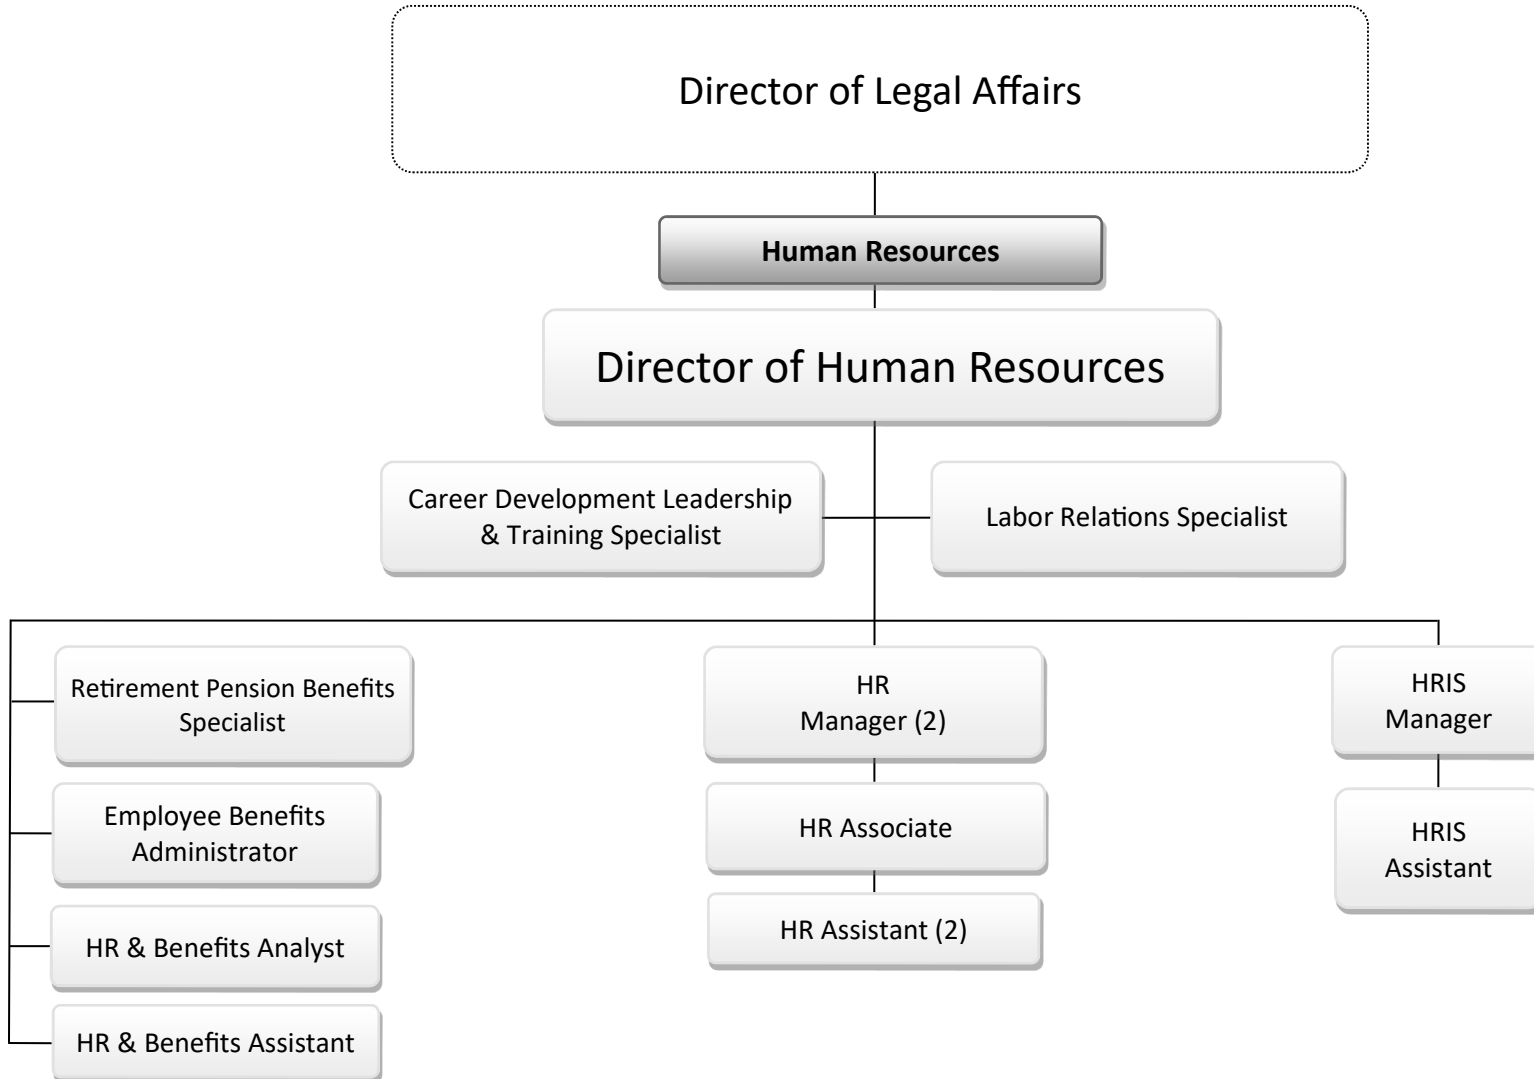 Director of Legal Affairs
Human Resources
Director of Human Resources
Career Development Leadership
& Training Specialist
Labor Relations Specialist
Retirement Pension Benefits
Specialist
Employee Benefits
Administrator
HR & Benefits Analyst
HR & Benefits Assistant
HR
Manager (2)
HR Associate
HR Assistant (2)
HRIS
Manager
HRIS
Assistant